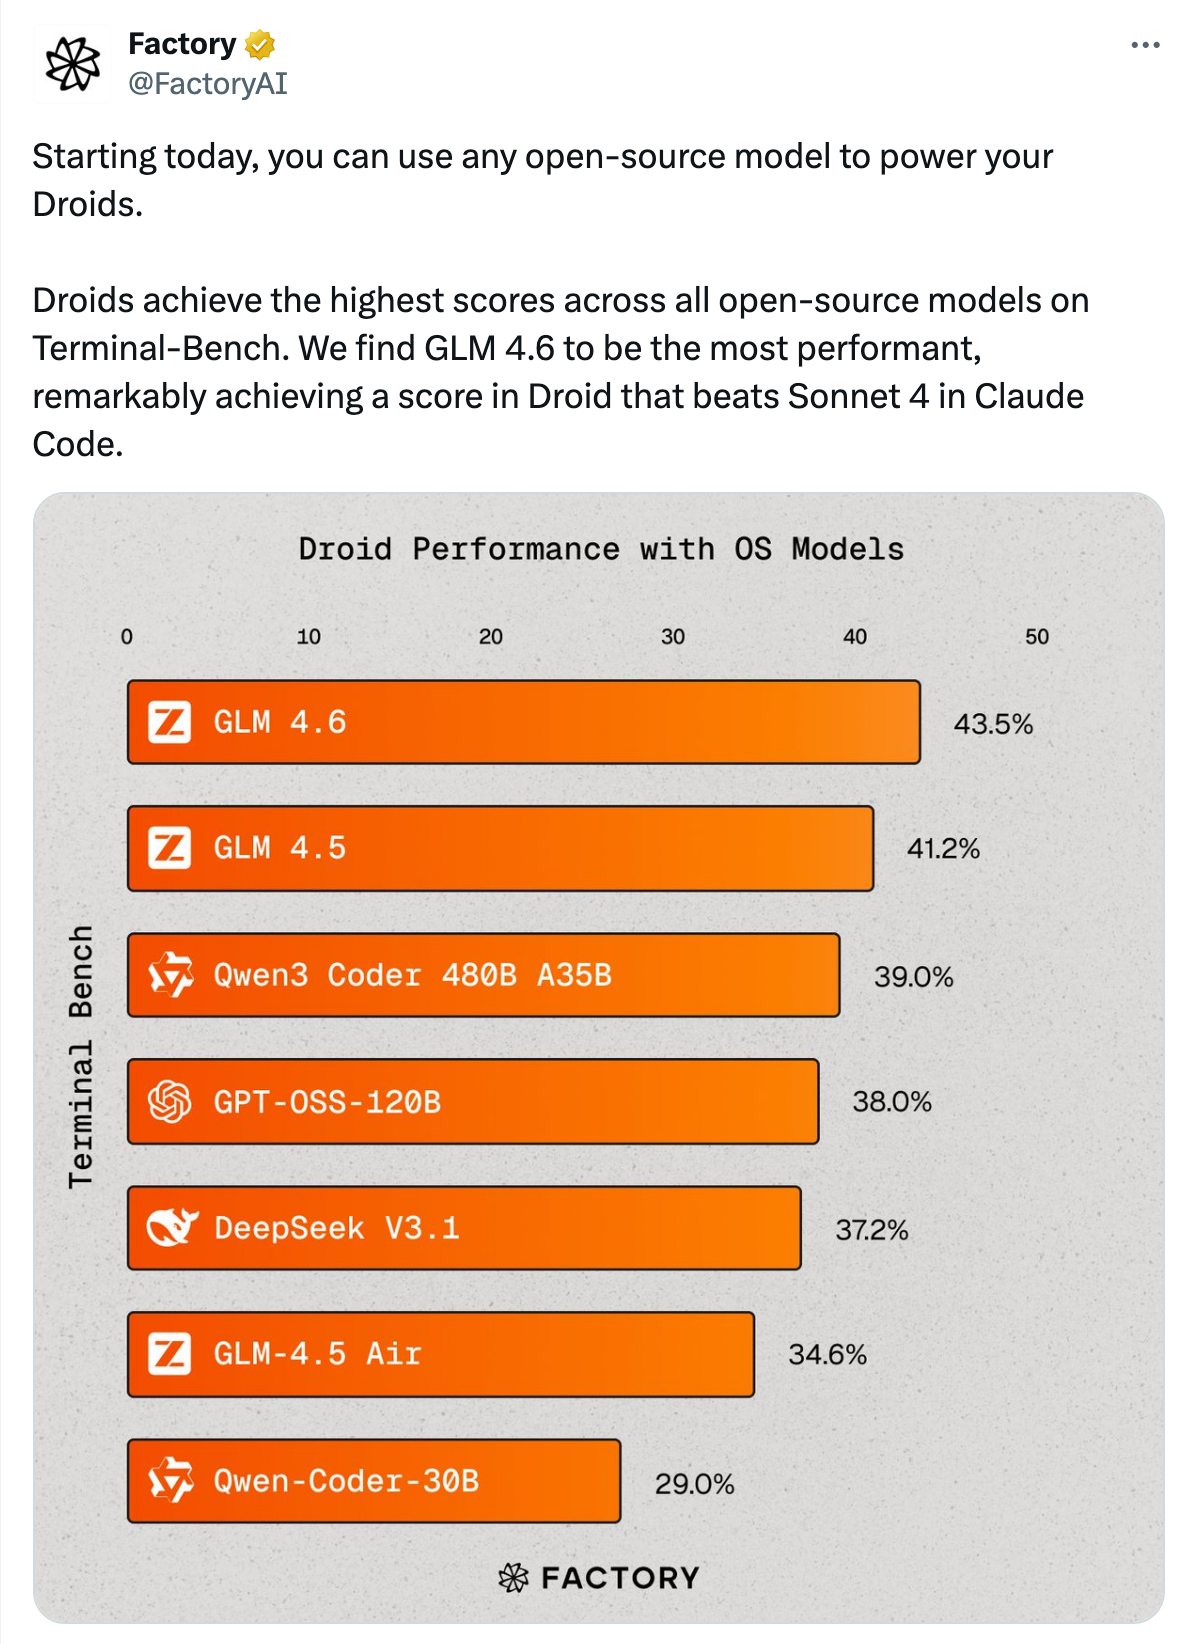 Factory
@FactoryAI
Starting today, you can use any open-source model to power your
Droids.
Droids achieve the highest scores across all open-source models on
Terminal-Bench. We find GLM 4.6 to be the most performant,
remarkably achieving a score in Droid that beats Sonnet 4 in Claude
Code.
Droid Performance with OS Models
0 10 20 30 40 50
GLM 4.6 43.5%
GLM 4.5 41.2%
Qwen3 Coder 480B A35B 39.0%
GPT-OSS-120B 38.0%
DeepSeek V3.1 37.2%
GLM-4.5 Air 34.6%
Qwen-Coder-30B 29.0%
Terminal Bench
FACTORY